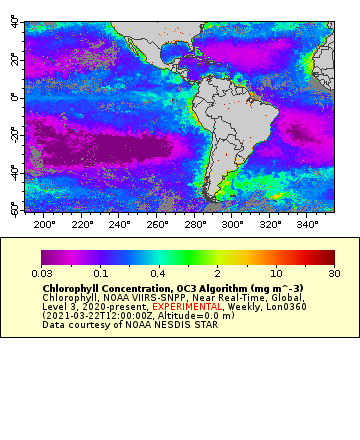 40°
20°
0°
-20°
-40°
-60°
200° 220° 240° 260° 280° 300° 320° 340°
0.03 0.1 0.4 2 10 30
Chlorophyll Concentration, OC3 Algorithm (mg m^-3)
Chlorophyll, NOAA VIIRS-SNPP, Near Real-Time, Global,
Level 3, 2020-present, EXPERIMENTAL, Weekly, Lon0360
(2021-03-22T12:00:00Z, Altitude=0.0 m)
Data courtesy of NOAA NESDIS STAR